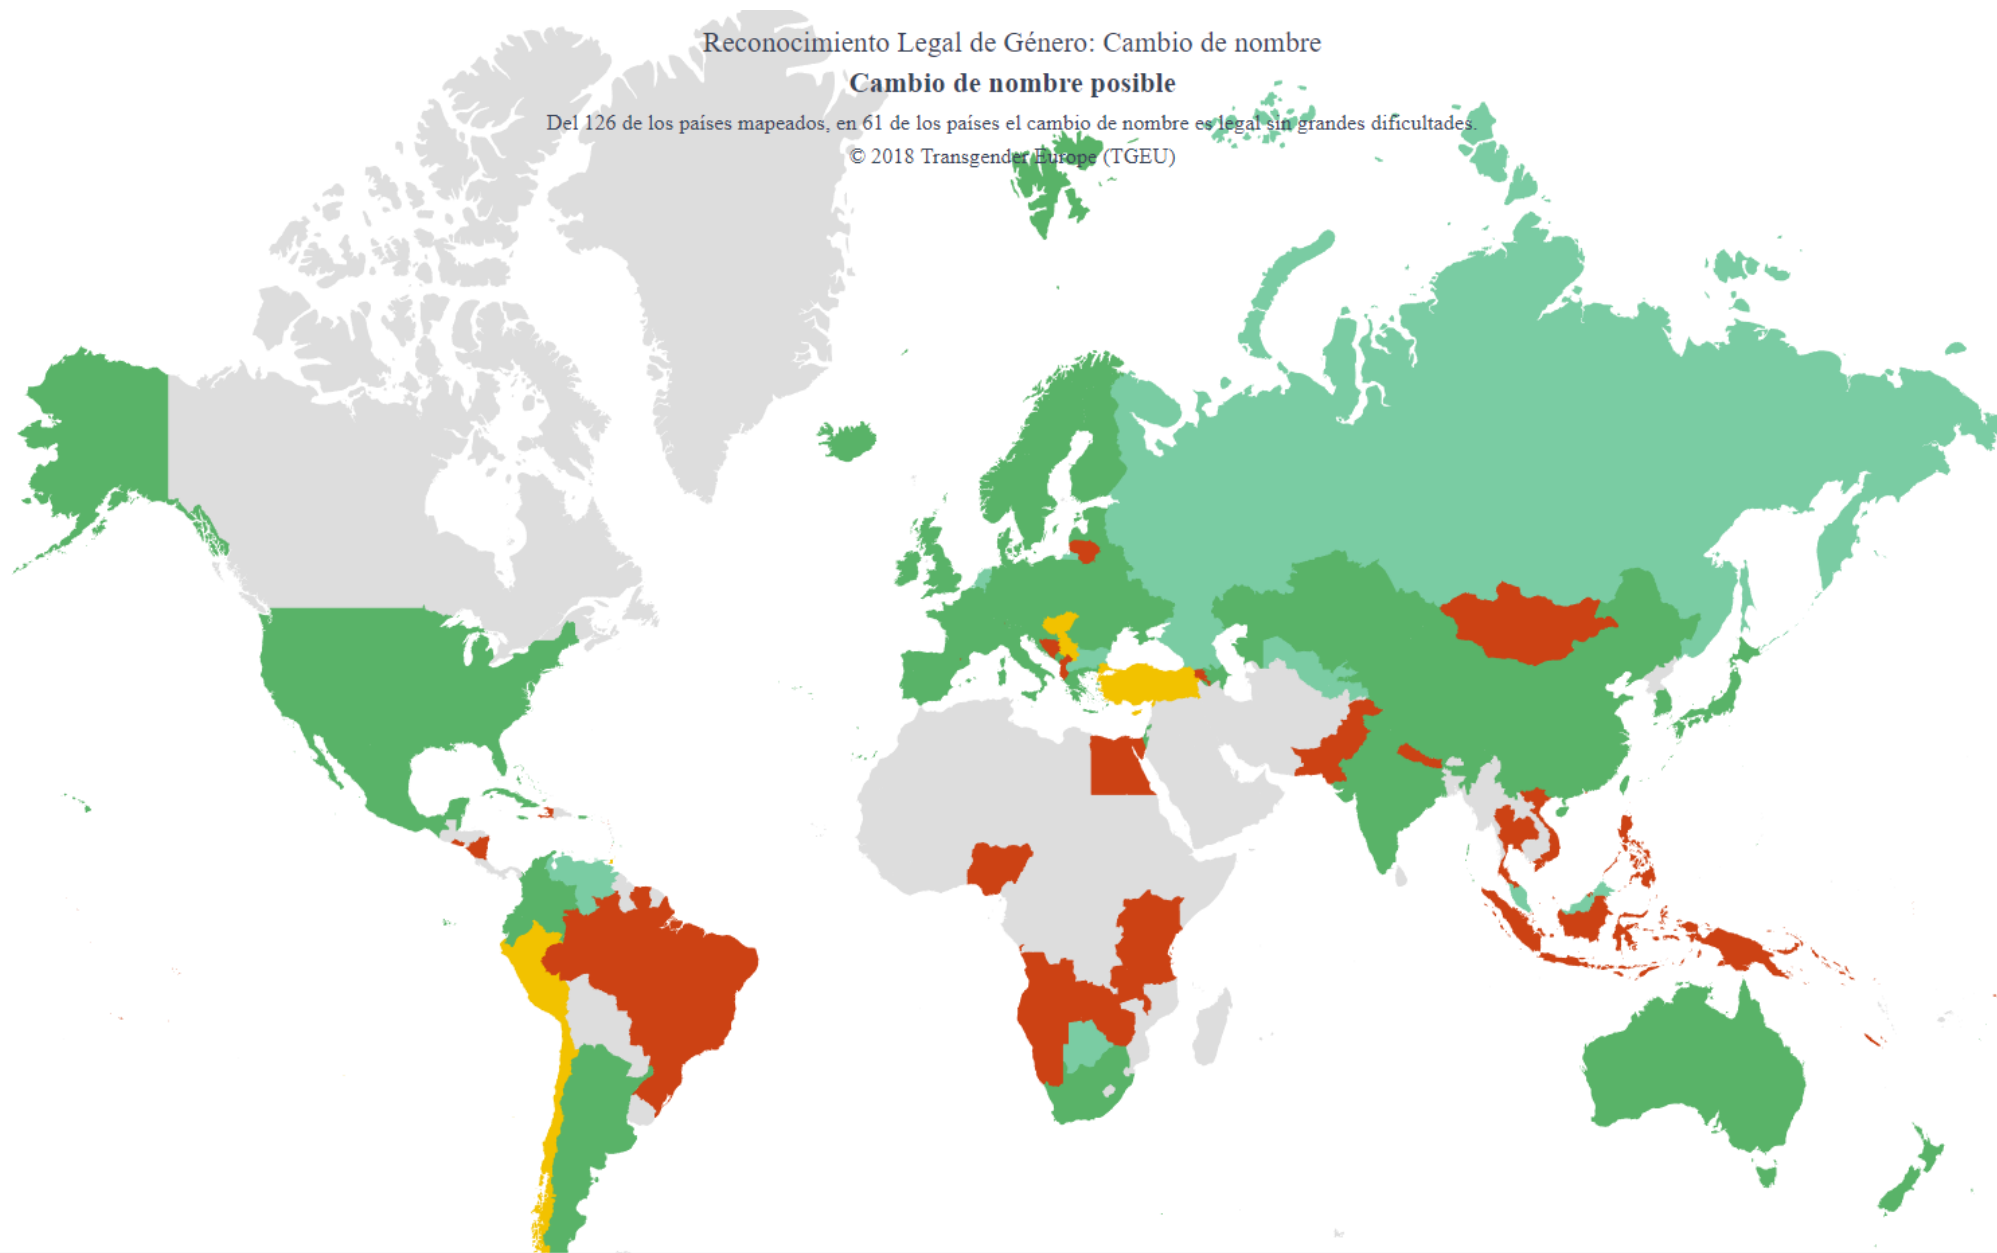 Reconocimiento Legal de Género: Cambio de nombre
Cambio de nombre posible
Del 126 de los países mapeados, en 61 de los países el cambio de nombre es legal sin grandes dificultades.
© 2018 Transgender Europe (TGEU)